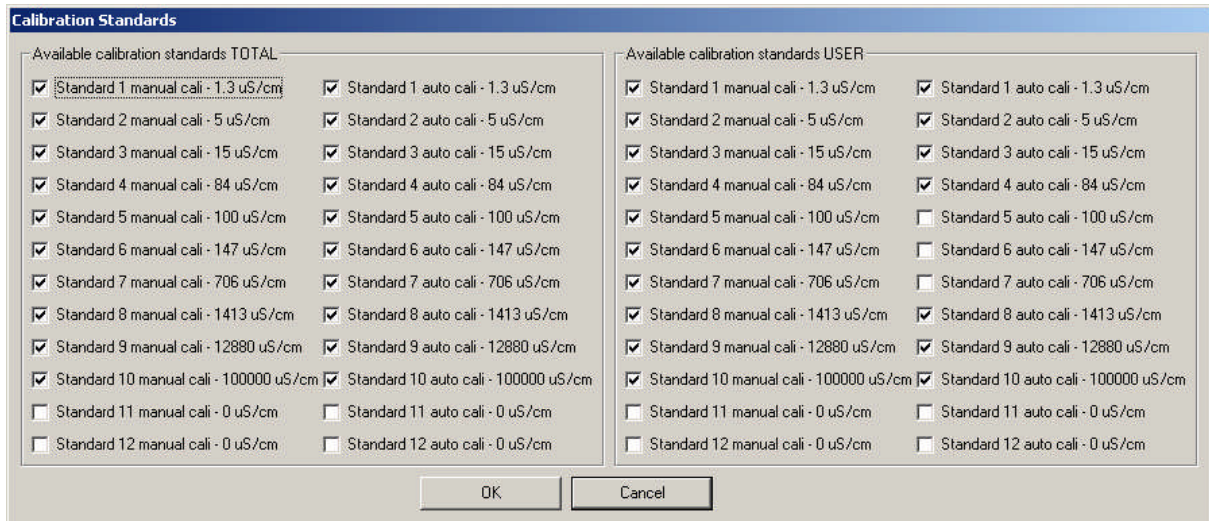 Calibration Standards
Available calibration standards TOTAL
Standard 1 manual cali - 1.3 uS/cm
Standard 1 auto cali - 1.3 uS/cm
Standard 2 manual cali - 5 uS/cm
Standard 2 auto cali - 5 uS/cm
Standard 3 manual cali - 15 uS/cm
Standard 3 auto cali - 15 uS/cm
Standard 4 manual cali - 84 uS/cm
Standard 4 auto cali - 84 uS/cm
Standard 5 manual cali - 100 uS/cm
Standard 5 auto cali - 100 uS/cm
Standard 6 manual cali - 147 uS/cm
Standard 6 auto cali - 147 uS/cm
Standard 7 manual cali - 706 uS/cm
Standard 7 auto cali - 706 uS/cm
Standard 8 manual cali - 1413 uS/cm
Standard 8 auto cali - 1413 uS/cm
Standard 9 manual cali - 12880 uS/cm
Standard 9 auto cali - 12880 uS/cm
Standard 10 manual cali - 100000 uS/cm
Standard 10 auto cali - 100000 uS/cm
Standard 11 manual cali - 0 uS/cm
Standard 11 auto cali - 0 uS/cm
Standard 12 manual cali - 0 uS/cm
Standard 12 auto cali - 0 uS/cm
Available calibration standards USER
Standard 1 manual cali - 1.3 uS/cm
Standard 1 auto cali - 1.3 uS/cm
Standard 2 manual cali - 5 uS/cm
Standard 2 auto cali - 5 uS/cm
Standard 3 manual cali - 15 uS/cm
Standard 3 auto cali - 15 uS/cm
Standard 4 manual cali - 84 uS/cm
Standard 4 auto cali - 84 uS/cm
Standard 5 manual cali - 100 uS/cm
Standard 5 auto cali - 100 uS/cm
Standard 6 manual cali - 147 uS/cm
Standard 6 auto cali - 147 uS/cm
Standard 7 manual cali - 706 uS/cm
Standard 7 auto cali - 706 uS/cm
Standard 8 manual cali - 1413 uS/cm
Standard 8 auto cali - 1413 uS/cm
Standard 9 manual cali - 12880 uS/cm
Standard 9 auto cali - 12880 uS/cm
Standard 10 manual cali - 100000 uS/cm
Standard 10 auto cali - 100000 uS/cm
Standard 11 manual cali - 0 uS/cm
Standard 11 auto cali - 0 uS/cm
Standard 12 manual cali - 0 uS/cm
Standard 12 auto cali - 0 uS/cm
OK
Cancel